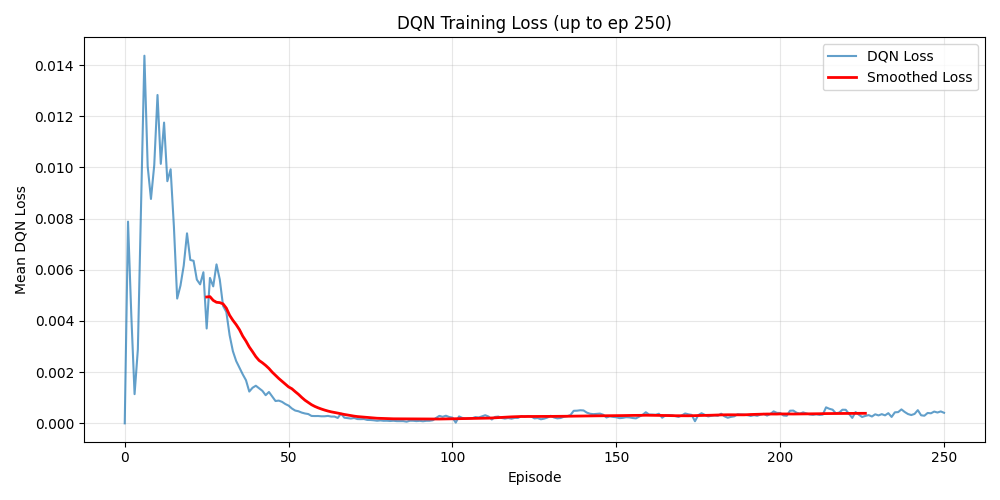 DQN Training Loss (up to ep 250)
DQN Loss
Smoothed Loss
Mean DQN Loss
0.014
0.012
0.010
0.008
0.006
0.004
0.002
0.000
0 50 100 150 200 250
Episode